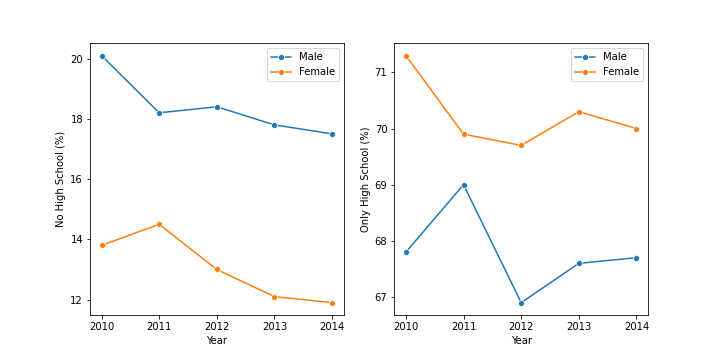 No High School (%)
20
18
16
14
12
Male
Female
2010 2011 2012 2013 2014
Year
Only High School (%)
71
70
69
68
67
Male
Female
2010 2011 2012 2013 2014
Year